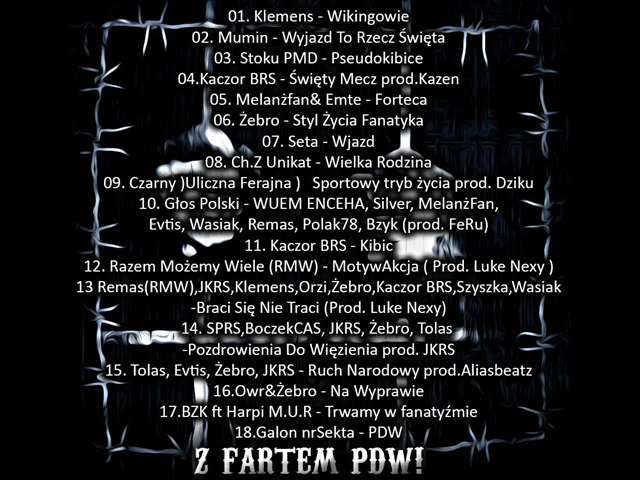 01. Klemens - Wikingowie
02. Mumin - Wyjazd To Rzecz Święta
03. Stoku PMD - Pseudokibice
04.Kaczor BRS - Święty Mecz prod.Kazen
05. Melanżfan& Emte - Forteca
06. Żebro - Styl Życia Fanatyka
07. Seta - Wjazd
08. Ch.Z Unikat - Wielka Rodzina
09. Czarny )Uliczna Ferajna ) Sportowy tryb życia prod. Dziku
10. Głos Polski - WUEM ENCEHA, Silver, MelanżFan,
Evtis, Wasiak, Remas, Polak78, Bzyk (prod. FeRu)
11. Kaczor BRS - Kibic
12. Razem Możemy Wiele (RMW) - MotywAkcja ( Prod. Luke Nexy )
13 Remas(RMW),JKRS,Klemens,Orzi,Żebro,Kaczor BRS,Szyszka,Wasiak
-Braci Się Nie Traci (Prod. Luke Nexy)
14. SPRS,BoczekCAS, JKRS, Żebro, Tolas
-Pozdrowienia Do Więzienia prod. JKRS
15. Tolas, Evtis, Żebro, JKRS - Ruch Narodowy prod.Aliasbeatz
16.Owr&Żebro - Na Wyprawie
17.BZK ft Harpi M.U.R - Trwamy w fanatyźmie
18.Galon nrSekta - PDW
Z FARTEM PDW!